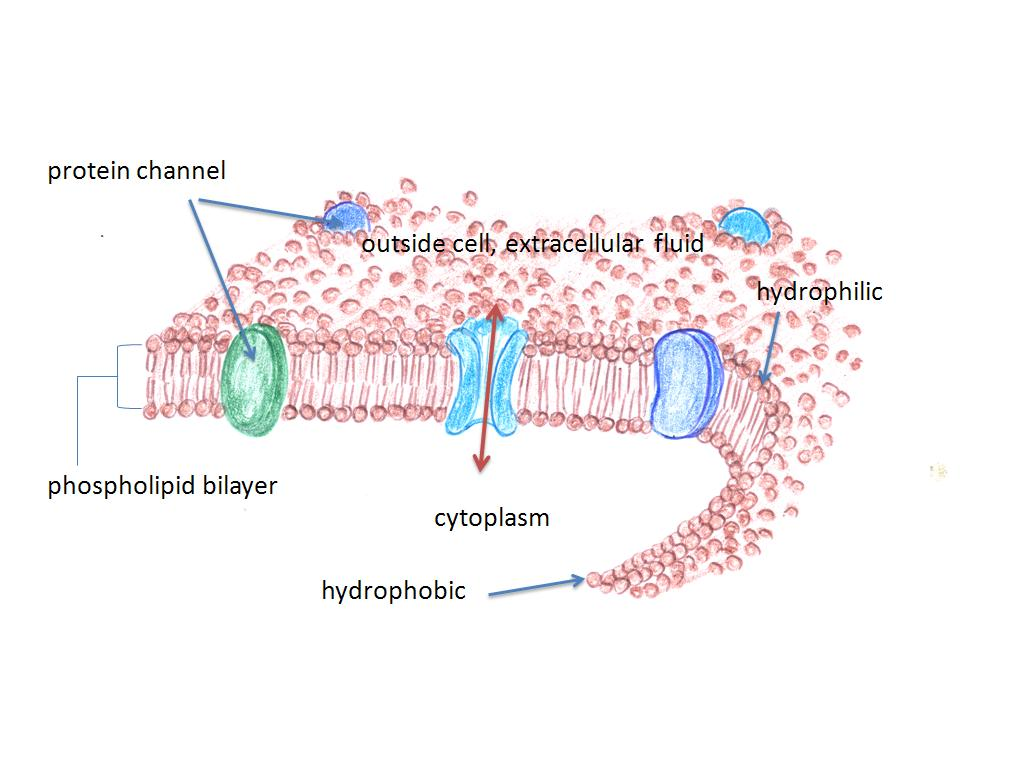 protein channel
outside cell, extracellular fluid
hydrophilic
phospholipid bilayer
cytoplasm
hydrophobic